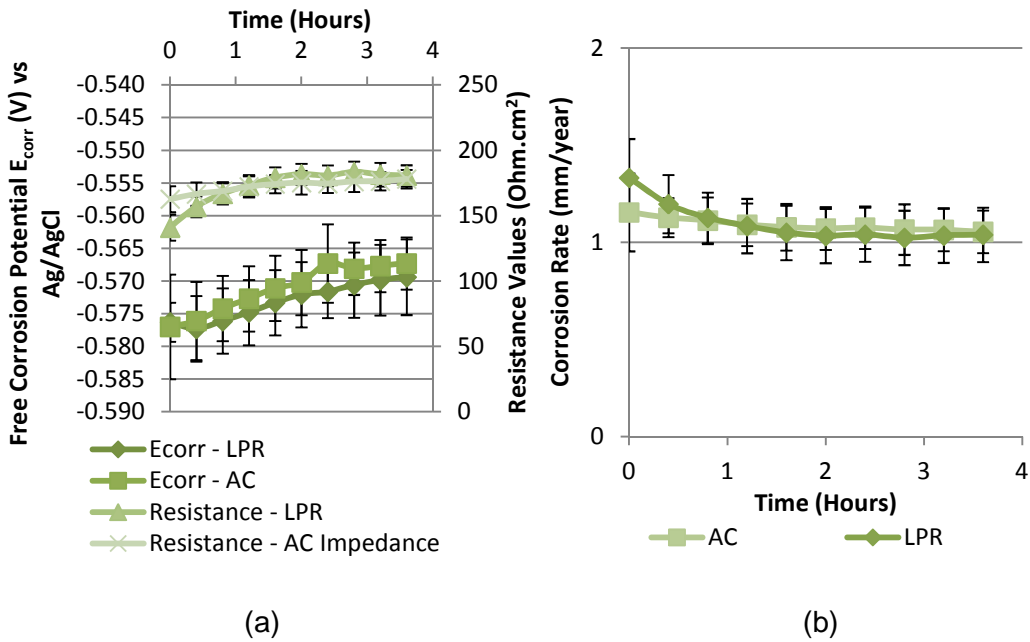 Time (Hours)
0 1 2 3 4
Free Corrosion Potential Ecorr (V) vs
Ag/AgCl
-0.540
-0.545
-0.550
-0.555
-0.560
-0.565
-0.570
-0.575
-0.580
-0.585
-0.590
250
200
150
100
50
0
Resistance Values (Ohm.cm²)
Ecorr - LPR
Ecorr - AC
Resistance - LPR
Resistance - AC Impedance
(a)
Corrosion Rate (mm/year)
2
1
0
0 1 2 3 4
Time (Hours)
AC LPR
(b)